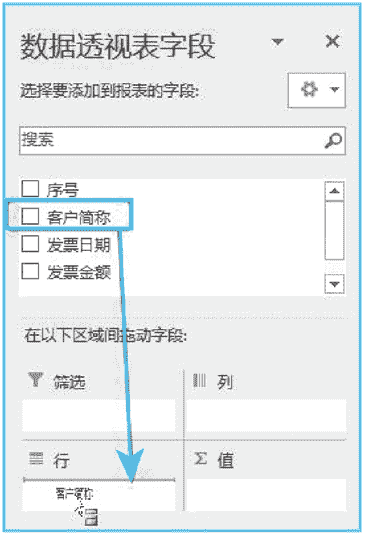 数据透视表字段
选择要添加到报表的字段:
搜索
序号
客户简称
发票日期
发票金额
在以下区域间拖动字段:
筛选
列
行
Σ 值
客户简称